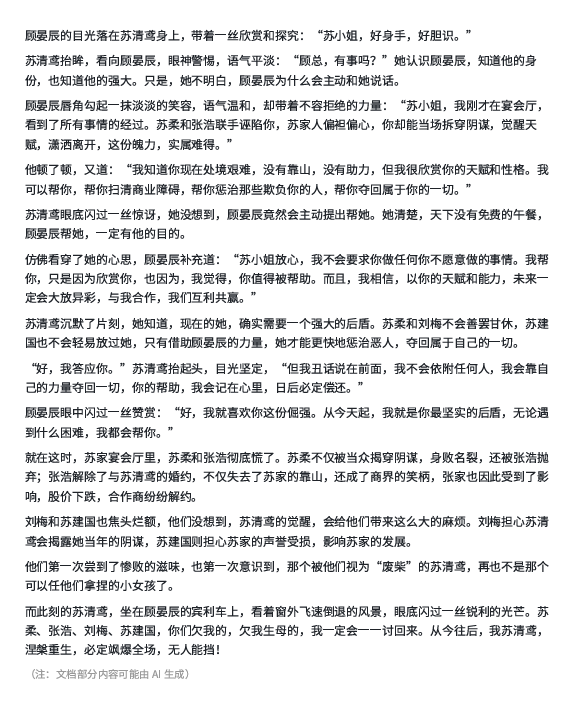 顾晏辰的目光落在苏清鸢身上，带着一丝欣赏和探究：“苏小姐，好身手，好胆识。”
苏清鸢抬眸，看向顾晏辰，眼神警惕，语气平淡：“顾总，有事吗？”她认识顾晏辰，知道他的身
份，也知道他的强大。只是，她不明白，顾晏辰为什么会主动和她说话。
顾晏辰唇角勾起一抹淡淡的笑容，语气温和，却带着不容拒绝的力量：“苏小姐，我刚才在宴会厅，
看到了所有事情的经过。苏柔和张浩联手诬陷你，苏家人偏袒偏心，你却能当场拆穿阴谋，觉醒天
赋，潇洒离开，这份魄力，实属难得。”
他顿了顿，又道：“我知道你现在处境艰难，没有靠山，没有助力，但我很欣赏你的天赋和性格。我
可以帮你，帮你扫清商业障碍，帮你惩治那些欺负你的人，帮你夺回属于你的一切。”
苏清鸢眼底闪过一丝惊讶，她没想到，顾晏辰竟然会主动提出帮她。她清楚，天下没有免费的午餐，
顾晏辰帮她，一定有他的目的。
仿佛看穿了她的心思，顾晏辰补充道：“苏小姐放心，我不会要求你做任何你不愿意做的事情。我帮
你，只是因为欣赏你，也因为，我觉得，你值得被帮助。而且，我相信，以你的天赋和能力，未来一
定会大放异彩，与我合作，我们互利共赢。”
苏清鸢沉默了片刻，她知道，现在的她，确实需要一个强大的后盾。苏柔和刘梅不会善罢甘休，苏建
国也不会轻易放过她，只有借助顾晏辰的力量，她才能更快地惩治恶人，夺回属于自己的一切。
“好，我答应你。”苏清鸢抬起头，目光坚定，“但我丑话说在前面，我不会依附任何人，我会靠自
己的力量夺回一切，你的帮助，我会记在心里，日后必定偿还。”
顾晏辰眼中闪过一丝赞赏：“好，我就喜欢你这份倔强。从今天起，我就是你最坚实的后盾，无论遇
到什么困难，我都会帮你。”
就在这时，苏家宴会厅里，苏柔和张浩彻底慌了。苏柔不仅被当众揭穿阴谋，身败名裂，还被张浩抛
弃；张浩解除了与苏清鸢的婚约，不仅失去了苏家的靠山，还成了商界的笑柄，张家也因此受到了影
响，股价下跌，合作商纷纷解约。
刘梅和苏建国也焦头烂额，他们没想到，苏清鸢的觉醒，会给他们带来这么大的麻烦。刘梅担心苏清
鸢会揭露她当年的阴谋，苏建国则担心苏家的声誉受损，影响苏家的发展。
他们第一次尝到了惨败的滋味，也第一次意识到，那个被他们视为“废柴”的苏清鸢，再也不是那个
可以任他们拿捏的小女孩了。
而此刻的苏清鸢，坐在顾晏辰的宾利车上，看着窗外飞速倒退的风景，眼底闪过一丝锐利的光芒。苏
柔、张浩、刘梅、苏建国，你们欠我的，欠我生母的，我一定会一一讨回来。从今往后，我苏清鸢，
涅槃重生，必定飒爆全场，无人能挡！
（注：文档部分内容可能由 AI 生成）